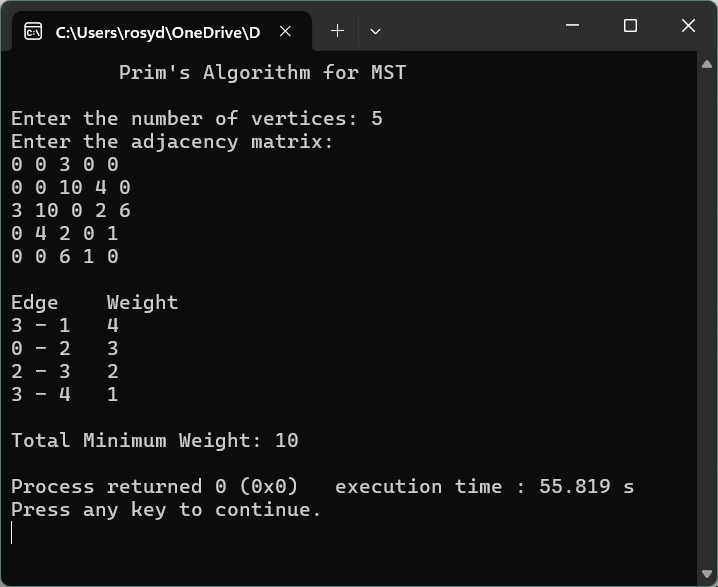 C:\Users\rosyd\OneDrive\D
Prim's Algorithm for MST
Enter the number of vertices: 5
Enter the adjacency matrix:
0 0 3 0 0
0 0 10 4 0
3 10 0 2 6
0 4 2 0 1
0 0 6 1 0
Edge    Weight
3 - 1   4
0 - 2   3
2 - 3   2
3 - 4   1
Total Minimum Weight: 10
Process returned 0 (0x0)   execution time : 55.819 s
Press any key to continue.